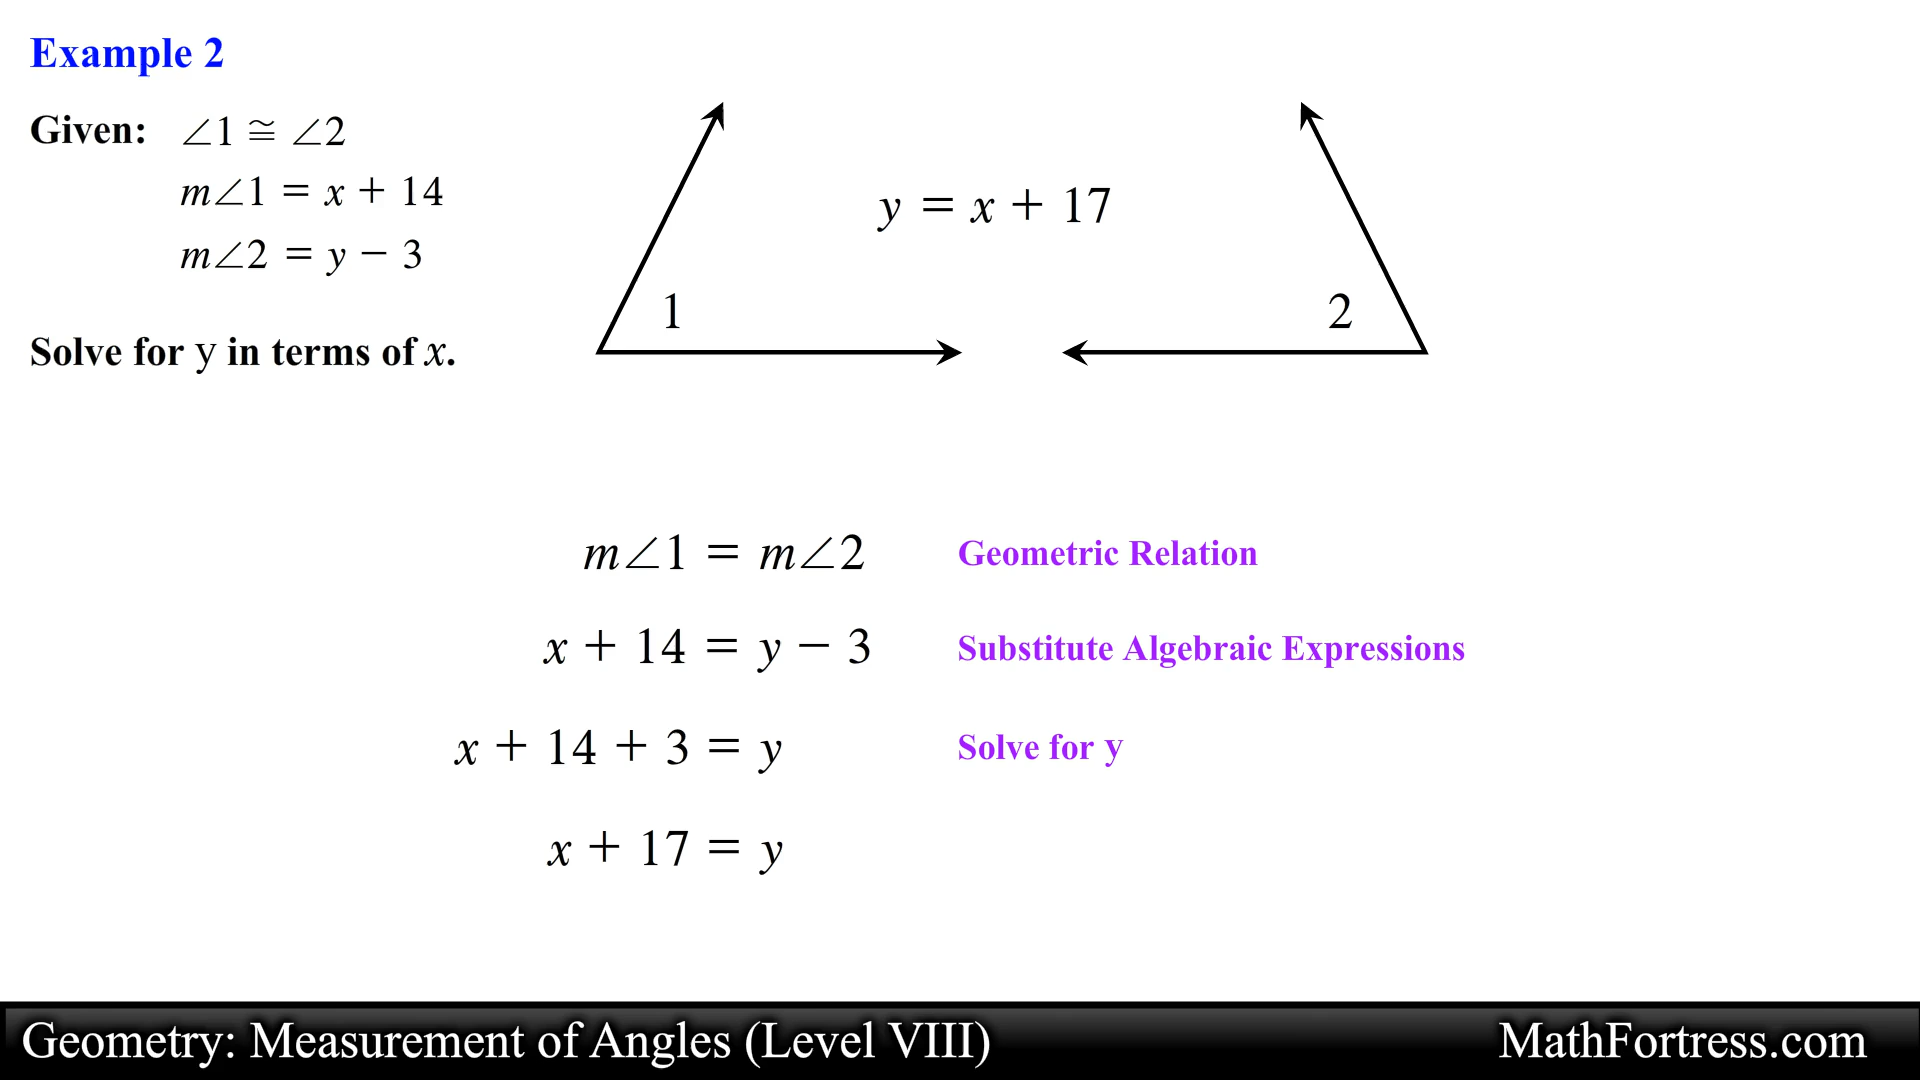 Example 2
Given: ∠1 ≅ ∠2
m∠1 = x + 14
m∠2 = y − 3
Solve for y in terms of x.
y = x + 17
1
2
m∠1 = m∠2 Geometric Relation
x + 14 = y − 3 Substitute Algebraic Expressions
x + 14 + 3 = y Solve for y
x + 17 = y
Geometry: Measurement of Angles (Level VIII) MathFortress.com